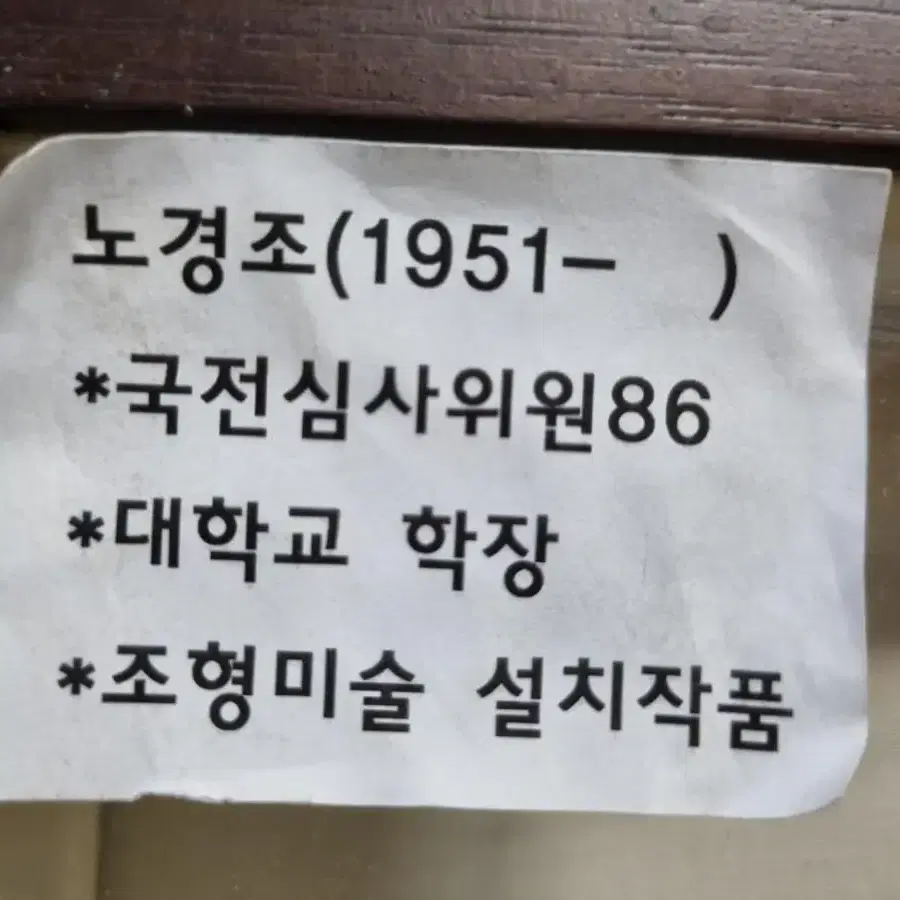 노경조(1951- )
*국전심사위원86
*대학교 학장
*조형미술 설치작품